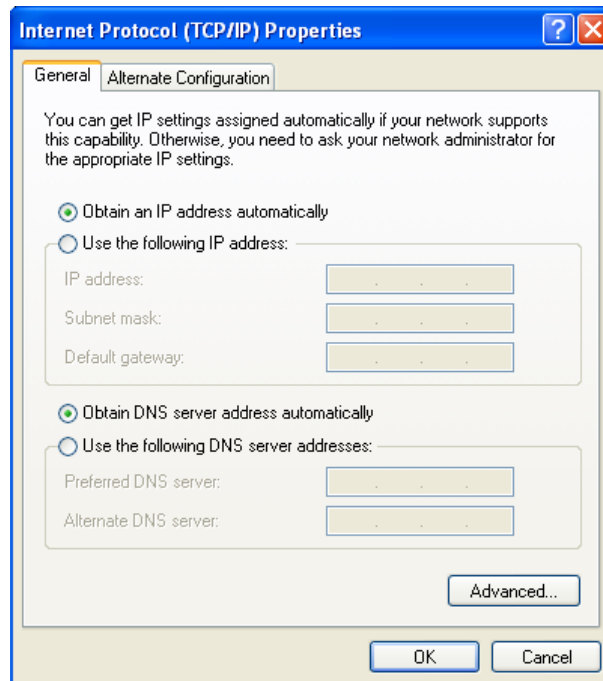 Internet Protocol (TCP/IP) Properties
General
Alternate Configuration
You can get IP settings assigned automatically if your network supports
this capability. Otherwise, you need to ask your network administrator for
the appropriate IP settings.
Obtain an IP address automatically
Use the following IP address:
IP address:
Subnet mask:
Default gateway:
Obtain DNS server address automatically
Use the following DNS server addresses:
Preferred DNS server:
Alternate DNS server:
Advanced...
OK
Cancel